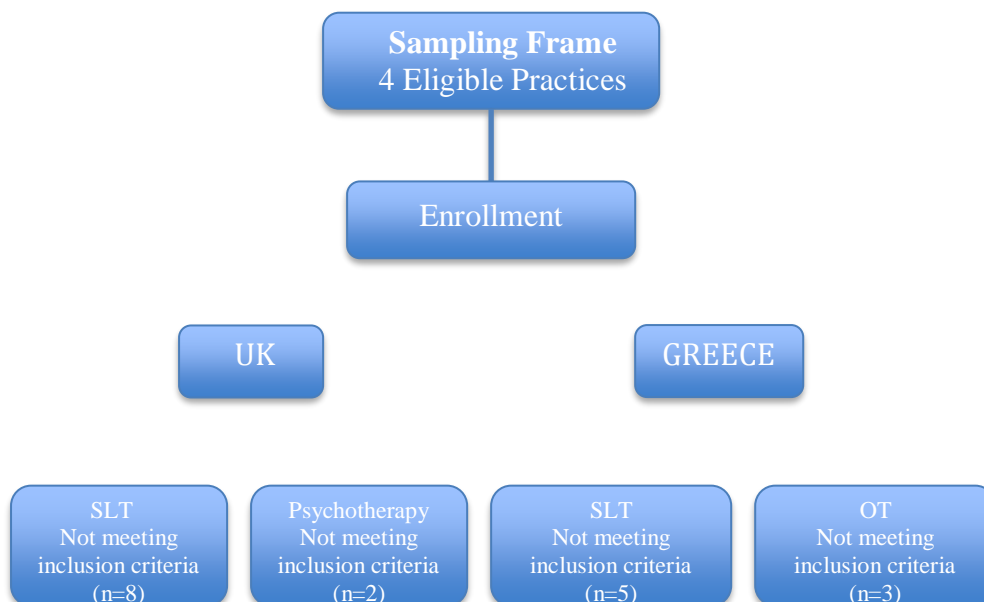 Sampling Frame
4 Eligible Practices
Enrollment
UK
GREECE
SLT
Not meeting
inclusion criteria
(n=8)
Psychotherapy
Not meeting
inclusion criteria
(n=2)
SLT
Not meeting
inclusion criteria
(n=5)
OT
Not meeting
inclusion criteria
(n=3)